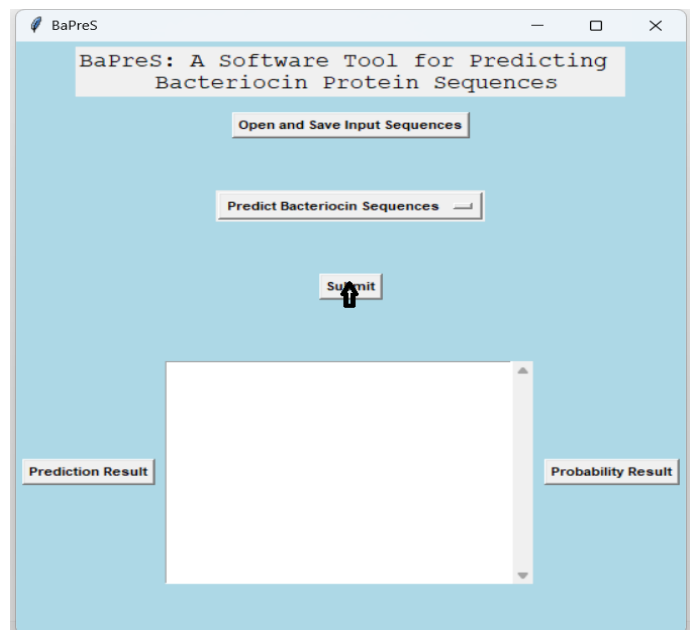 BaPreS
BaPreS: A Software Tool for Predicting
Bacteriocin Protein Sequences
Open and Save Input Sequences
Predict Bacteriocin Sequences
Submit
Prediction Result
Probability Result